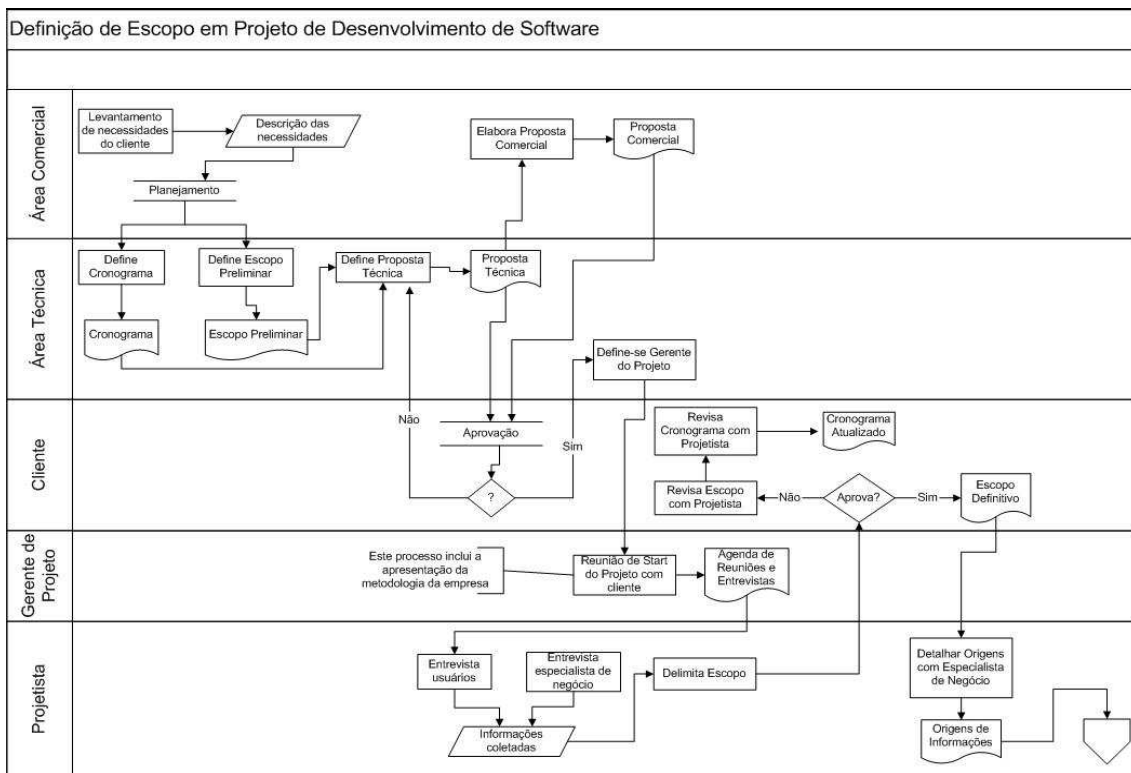 Definição de Escopo em Projeto de Desenvolvimento de Software
Área Comercial
Levantamento
de necessidades
do cliente
Descrição das
necessidades
Planejamento
Elabora Proposta
Comercial
Proposta
Comercial
Área Técnica
Define
Cronograma
Define Escopo
Preliminar
Define Proposta
Técnica
Proposta
Técnica
Cronograma
Escopo Preliminar
Define-se Gerente
do Projeto
Cliente
Não
Aprovação
?
Sim
Revisa
Cronograma com
Projetista
Cronograma
Atualizado
Revisa Escopo
com Projetista
Não
Aprova?
Sim
Escopo
Definitivo
Gerente de
Projeto
Este processo inclui a
apresentação da
metodologia da empresa
Reunião de Start
do Projeto com
cliente
Agenda de
Reuniões e
Entrevistas
Projetista
Entrevista
usuários
Entrevista
especialista de
negócio
Informações
coletadas
Delimita Escopo
Detalhar Origens
com Especialista
de Negócio
Origens de
Informações